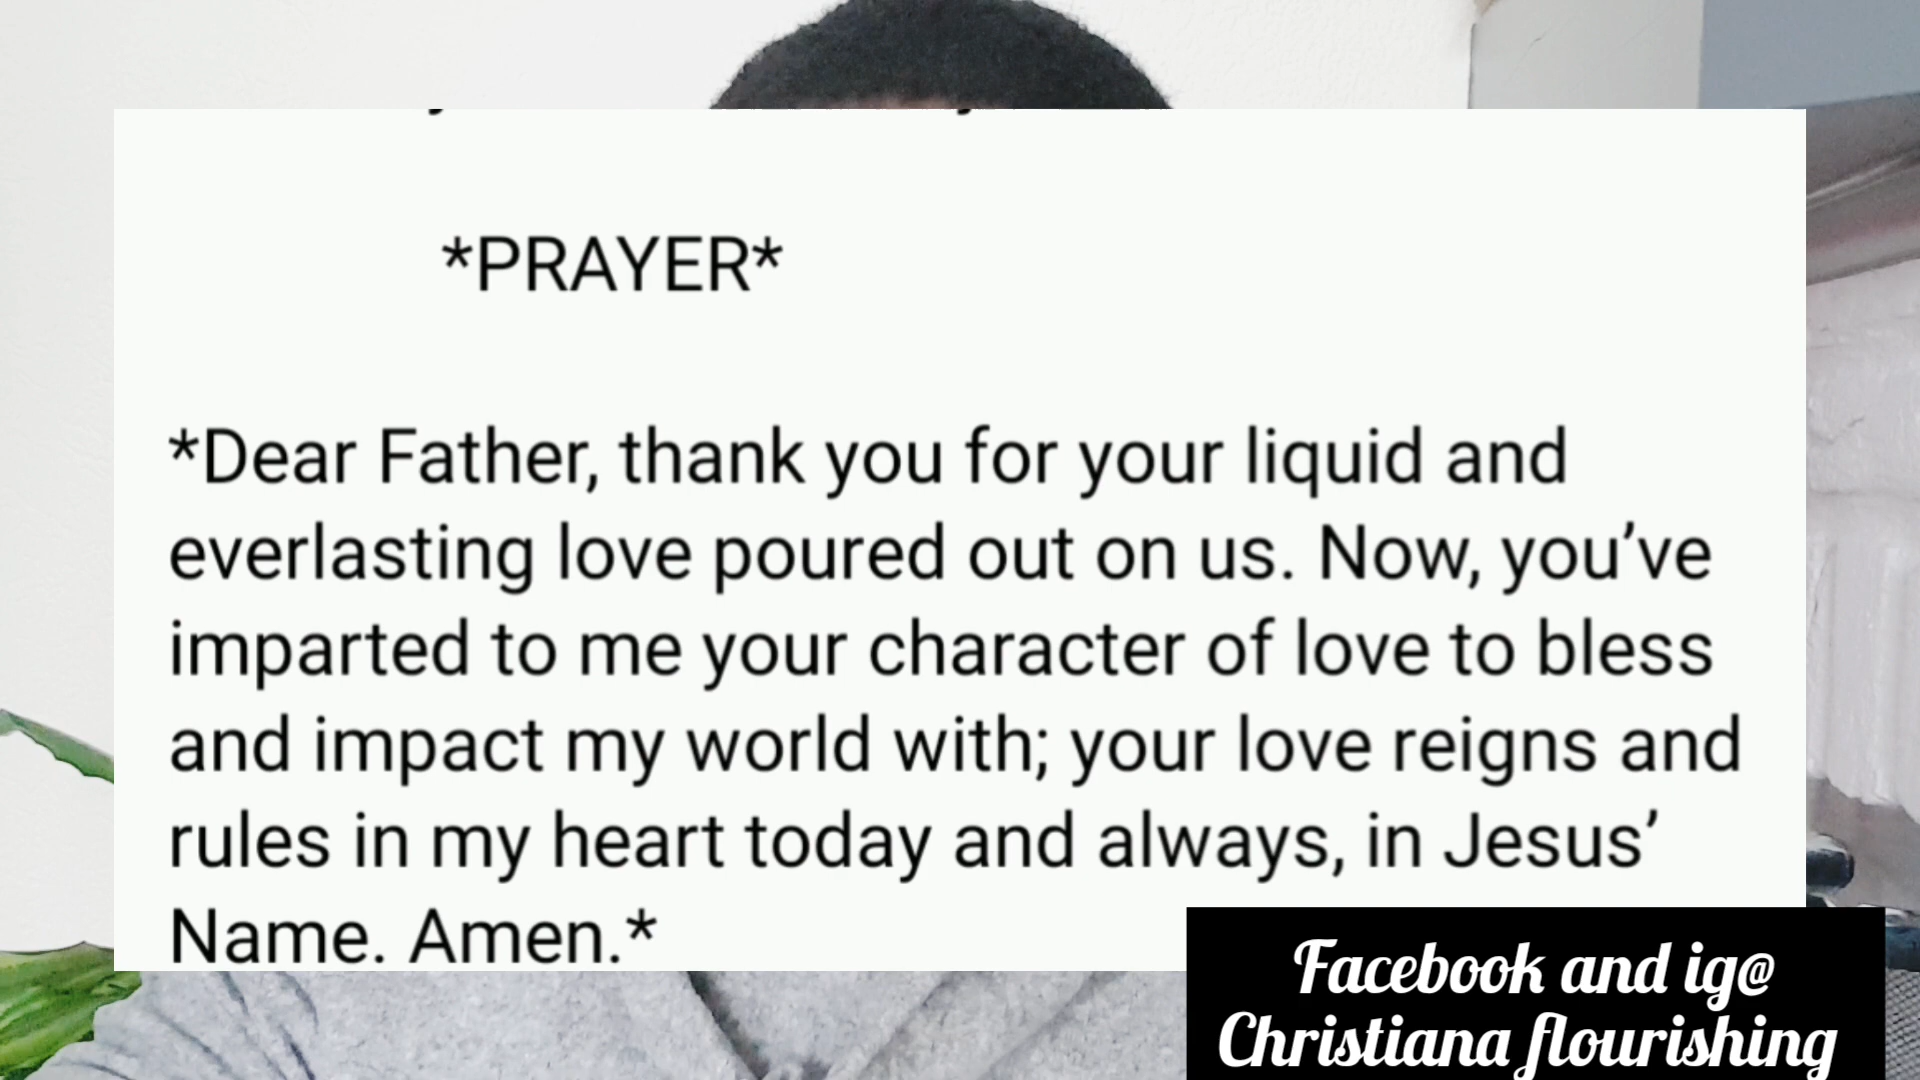 *PRAYER*
*Dear Father, thank you for your liquid and
everlasting love poured out on us. Now, you’ve
imparted to me your character of love to bless
and impact my world with; your love reigns and
rules in my heart today and always, in Jesus’
Name. Amen.*
Facebook and ig@
Christiana flourishing